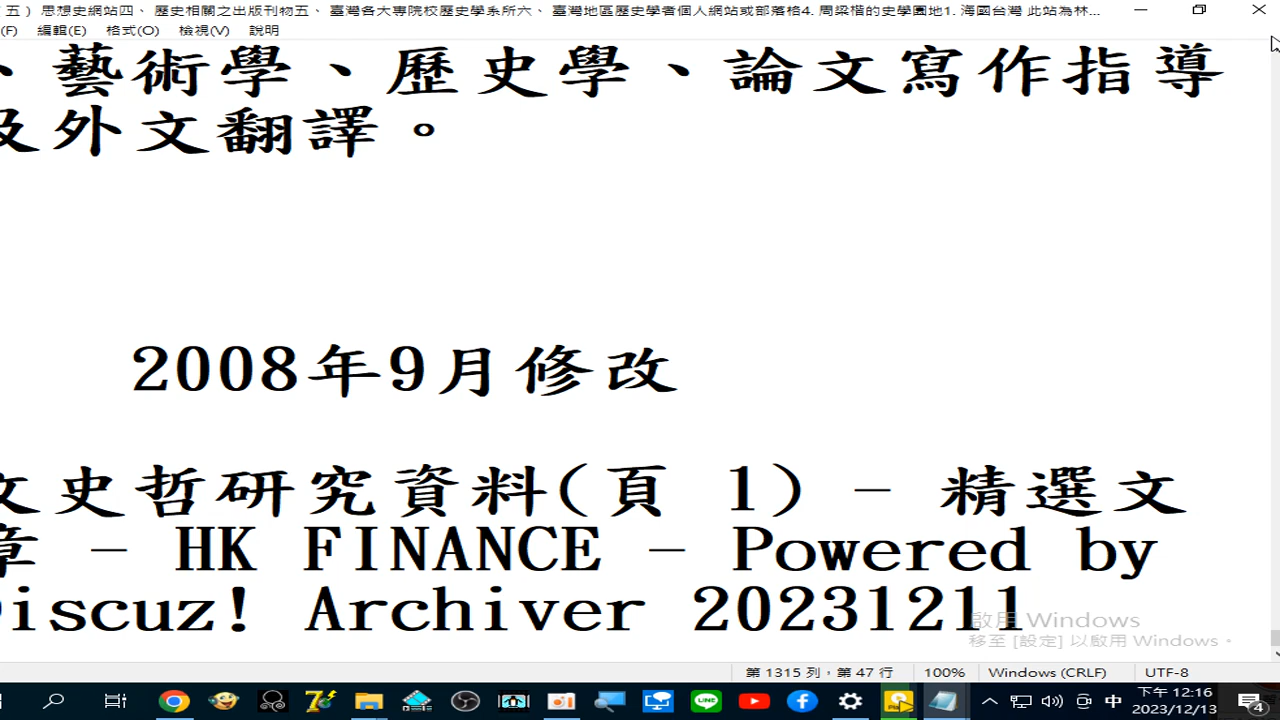 五） 思想史網站四、 歷史相關之出版刊物五、 臺灣各大專院校歷史學系所六、 臺灣地區歷史學者個人網站或部落格4. 周梁楷的史學園地1. 海國台灣 此站為林...
(F) 編輯(E) 格式(O) 檢視(V) 說明
、藝術學、歷史學、論文寫作指導
及外文翻譯。
2008年9月修改
文史哲研究資料(頁 1) - 精選文
章 - HK FINANCE - Powered by
Discuz! Archiver 20231211
啟用 Windows
移至 [設定] 以啟用 Windows。
第 1315 列，第 47 行 100% Windows (CRLF) UTF-8
中 下午 12:16
2023/12/13 4